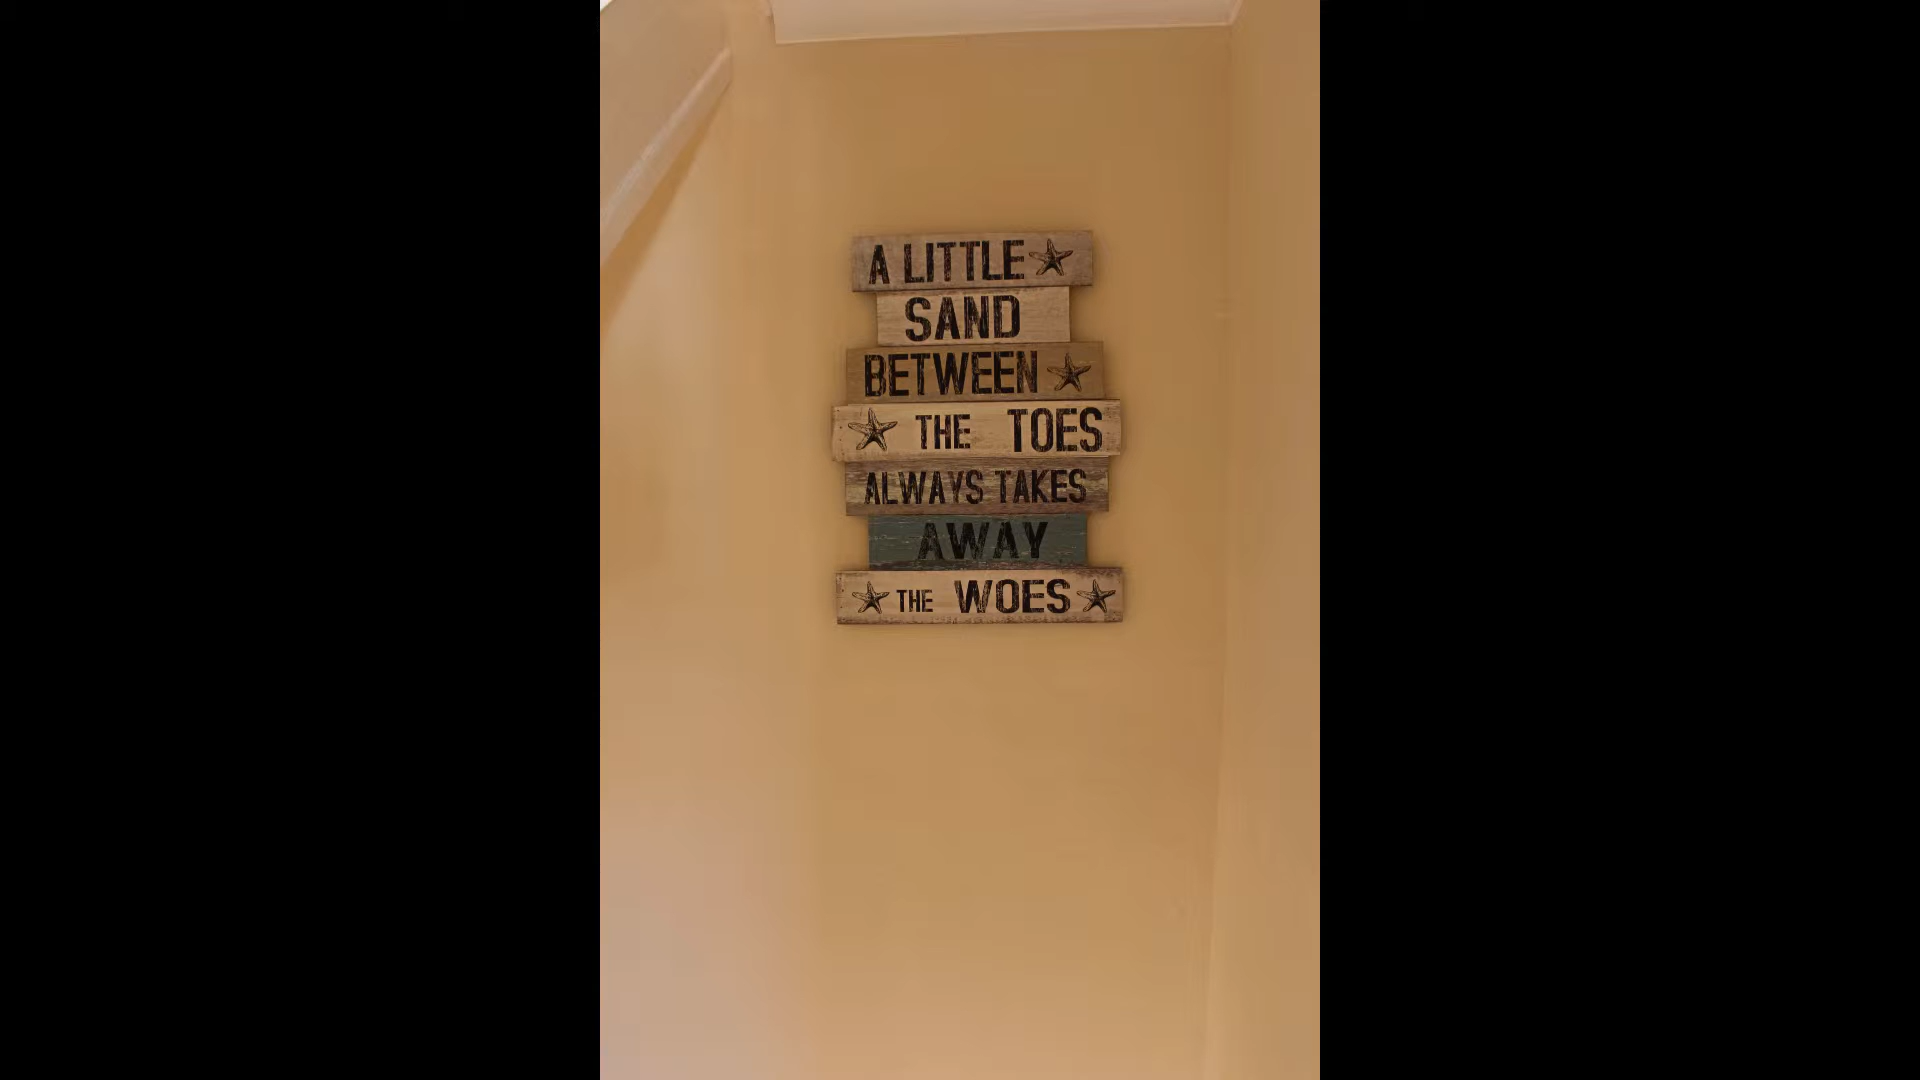 A LITTLE
SAND
BETWEEN
THE TOES
ALWAYS TAKES
AWAY
THE WOES